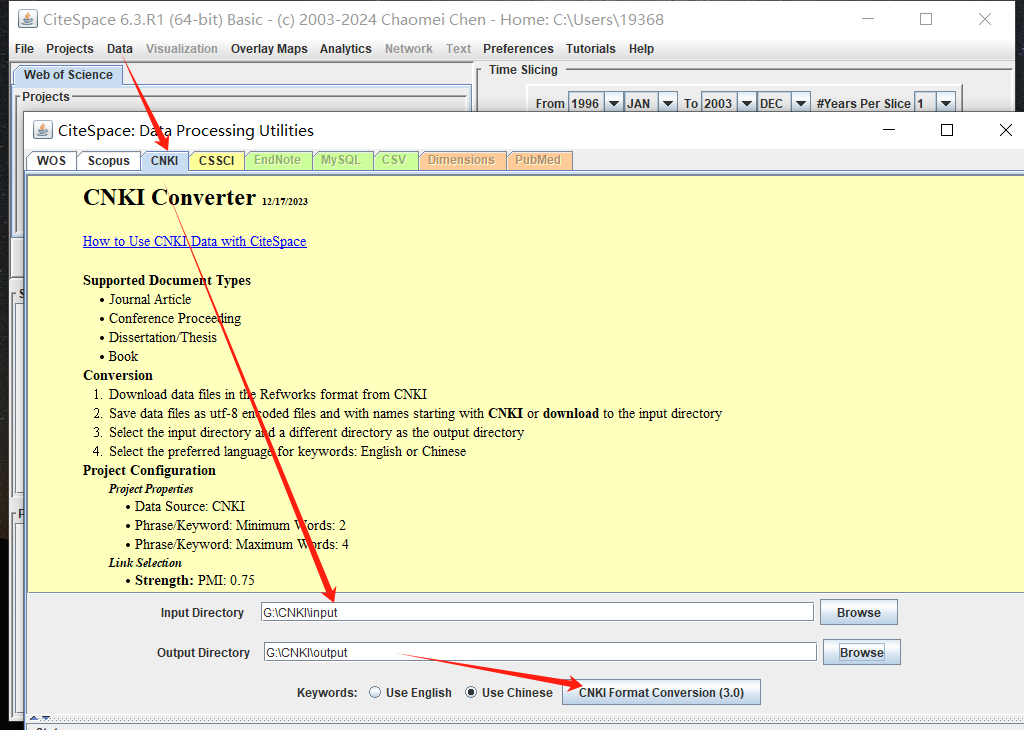 CiteSpace 6.3.R1 (64-bit) Basic - (c) 2003-2024 Chaomei Chen - Home: C:\Users\19368
File Projects Data Visualization Overlay Maps Analytics Network Text Preferences Tutorials Help
Web of Science
Time Slicing
Projects
From 1996 JAN To 2003 DEC #Years Per Slice 1
CiteSpace: Data Processing Utilities
WOS Scopus CNKI CSSCI EndNote MySQL CSV Dimensions PubMed
CNKI Converter 12/17/2023
How to Use CNKI Data with CiteSpace
Supported Document Types
• Journal Article
• Conference Proceeding
• Dissertation/Thesis
• Book
Conversion
1. Download data files in the Refworks format from CNKI
2. Save data files as utf-8 encoded files and with names starting with CNKI or download to the input directory
3. Select the input directory and a different directory as the output directory
4. Select the preferred language for keywords: English or Chinese
Project Configuration
Project Properties
• Data Source: CNKI
• Phrase/Keyword: Minimum Words: 2
• Phrase/Keyword: Maximum Words: 4
Link Selection
• Strength: PMI: 0.75
Input Directory G:\CNKI\input Browse
Output Directory G:\CNKI\output Browse
Keywords: Use English Use Chinese CNKI Format Conversion (3.0)